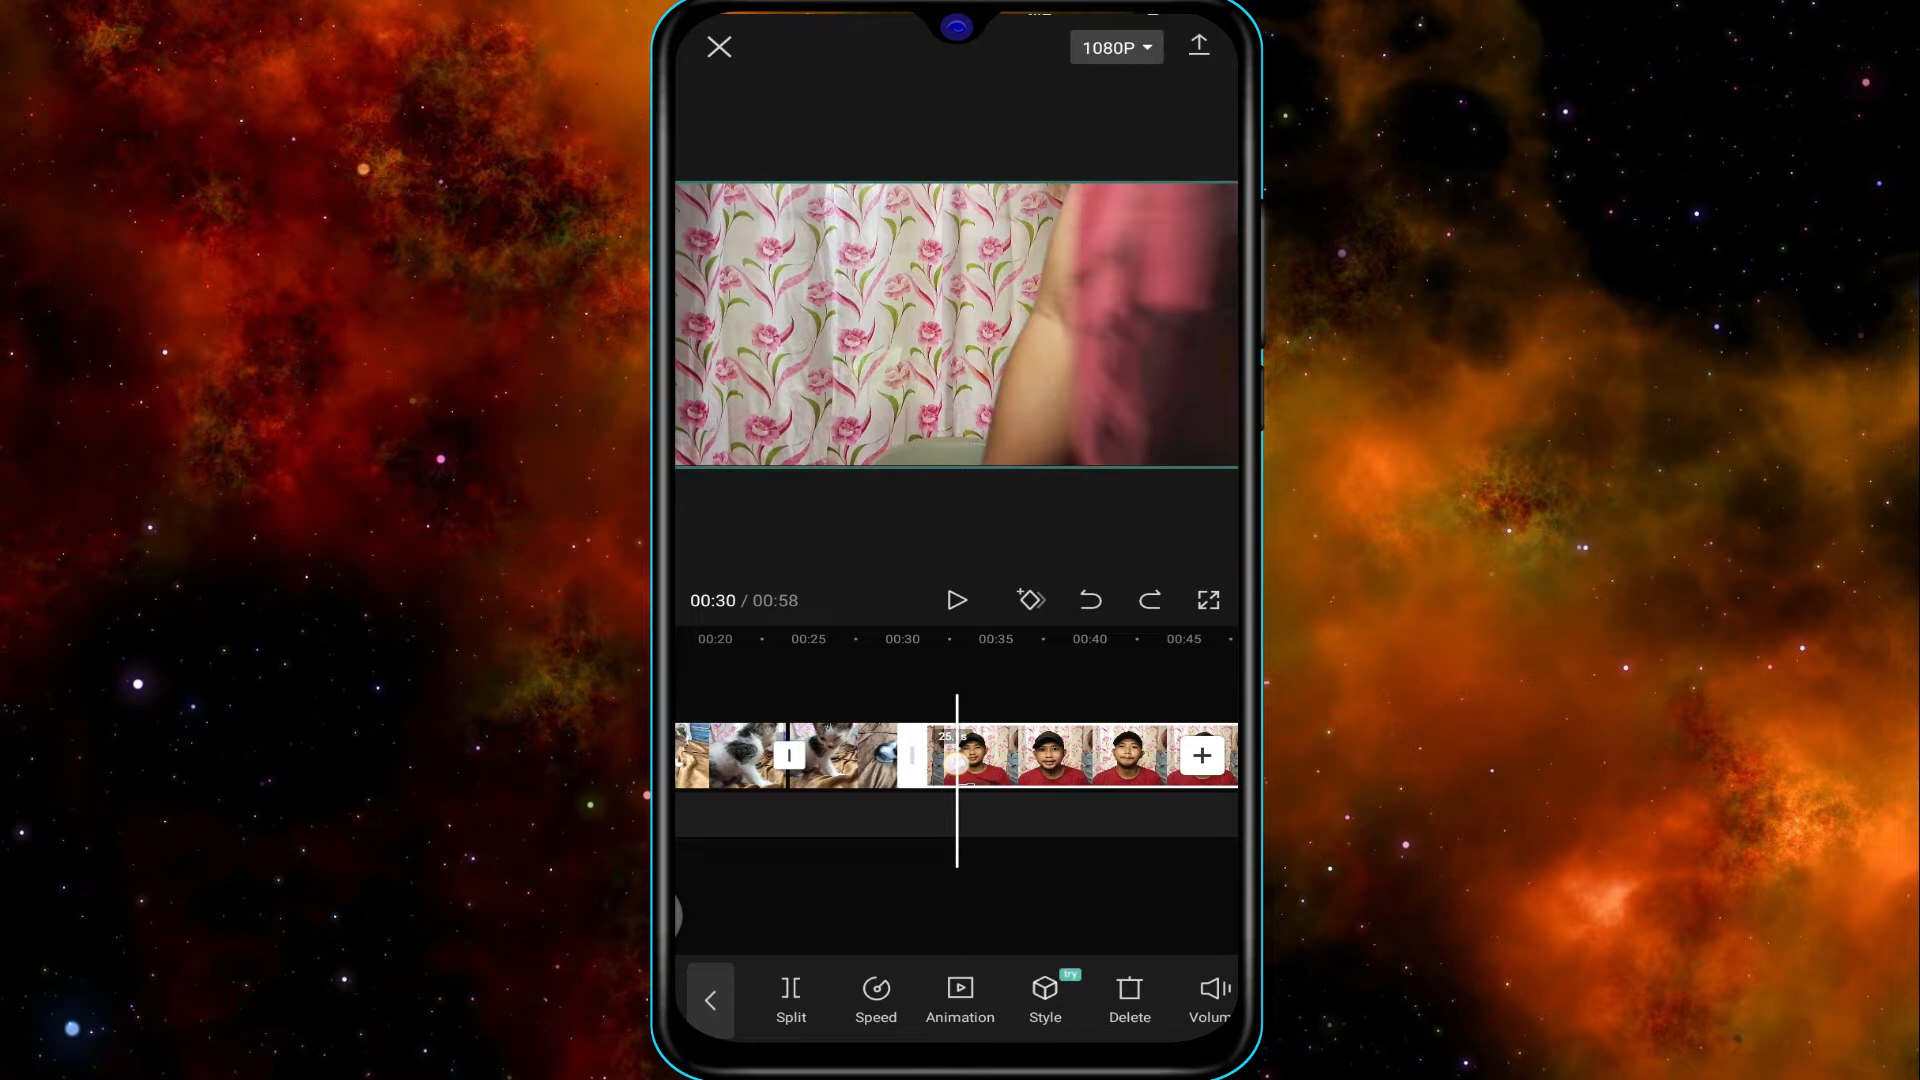 1080P
00:30 / 00:58
00:20 00:25 00:30 00:35 00:40 00:45
try
Split Speed Animation Style Delete Volum